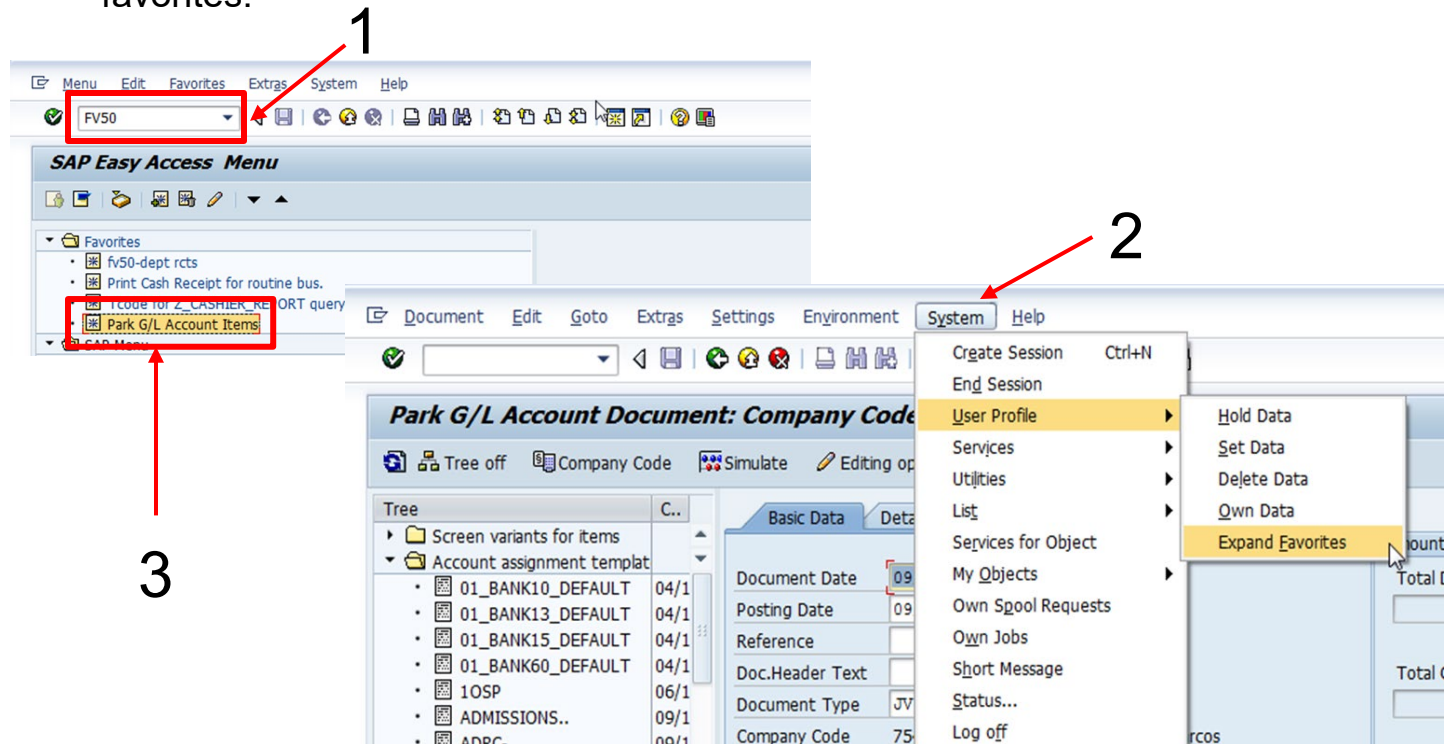 favorites.
1
Menu Edit Favorites Extras System Help
FV50
SAP Easy Access Menu
Favorites
fv50-dept rcts
Print Cash Receipt for routine bus.
Tcode for Z_CASHIER_REPORT query
Park G/L Account Items
SAP Menu
2
3
Document Edit Goto Extras Settings Environment System Help
Park G/L Account Document: Company Code
Tree off Company Code Simulate Editing op
Tree C..
Screen variants for items
Account assignment templat
01_BANK10_DEFAULT 04/1
01_BANK13_DEFAULT 04/1
01_BANK15_DEFAULT 04/1
01_BANK60_DEFAULT 04/1
1OSP 06/1
ADMISSIONS.. 09/1
09/1
Basic Data Deta
Document Date 09
Posting Date 09
Reference
Doc.Header Text
Document Type JV
Company Code 75
rcos
Create Session Ctrl+N
End Session
User Profile
Services
Utilities
List
Services for Object
My Objects
Own Spool Requests
Own Jobs
Short Message
Status...
Log off
Hold Data
Set Data
Delete Data
Own Data
Expand Favorites
ount
Total D
Total